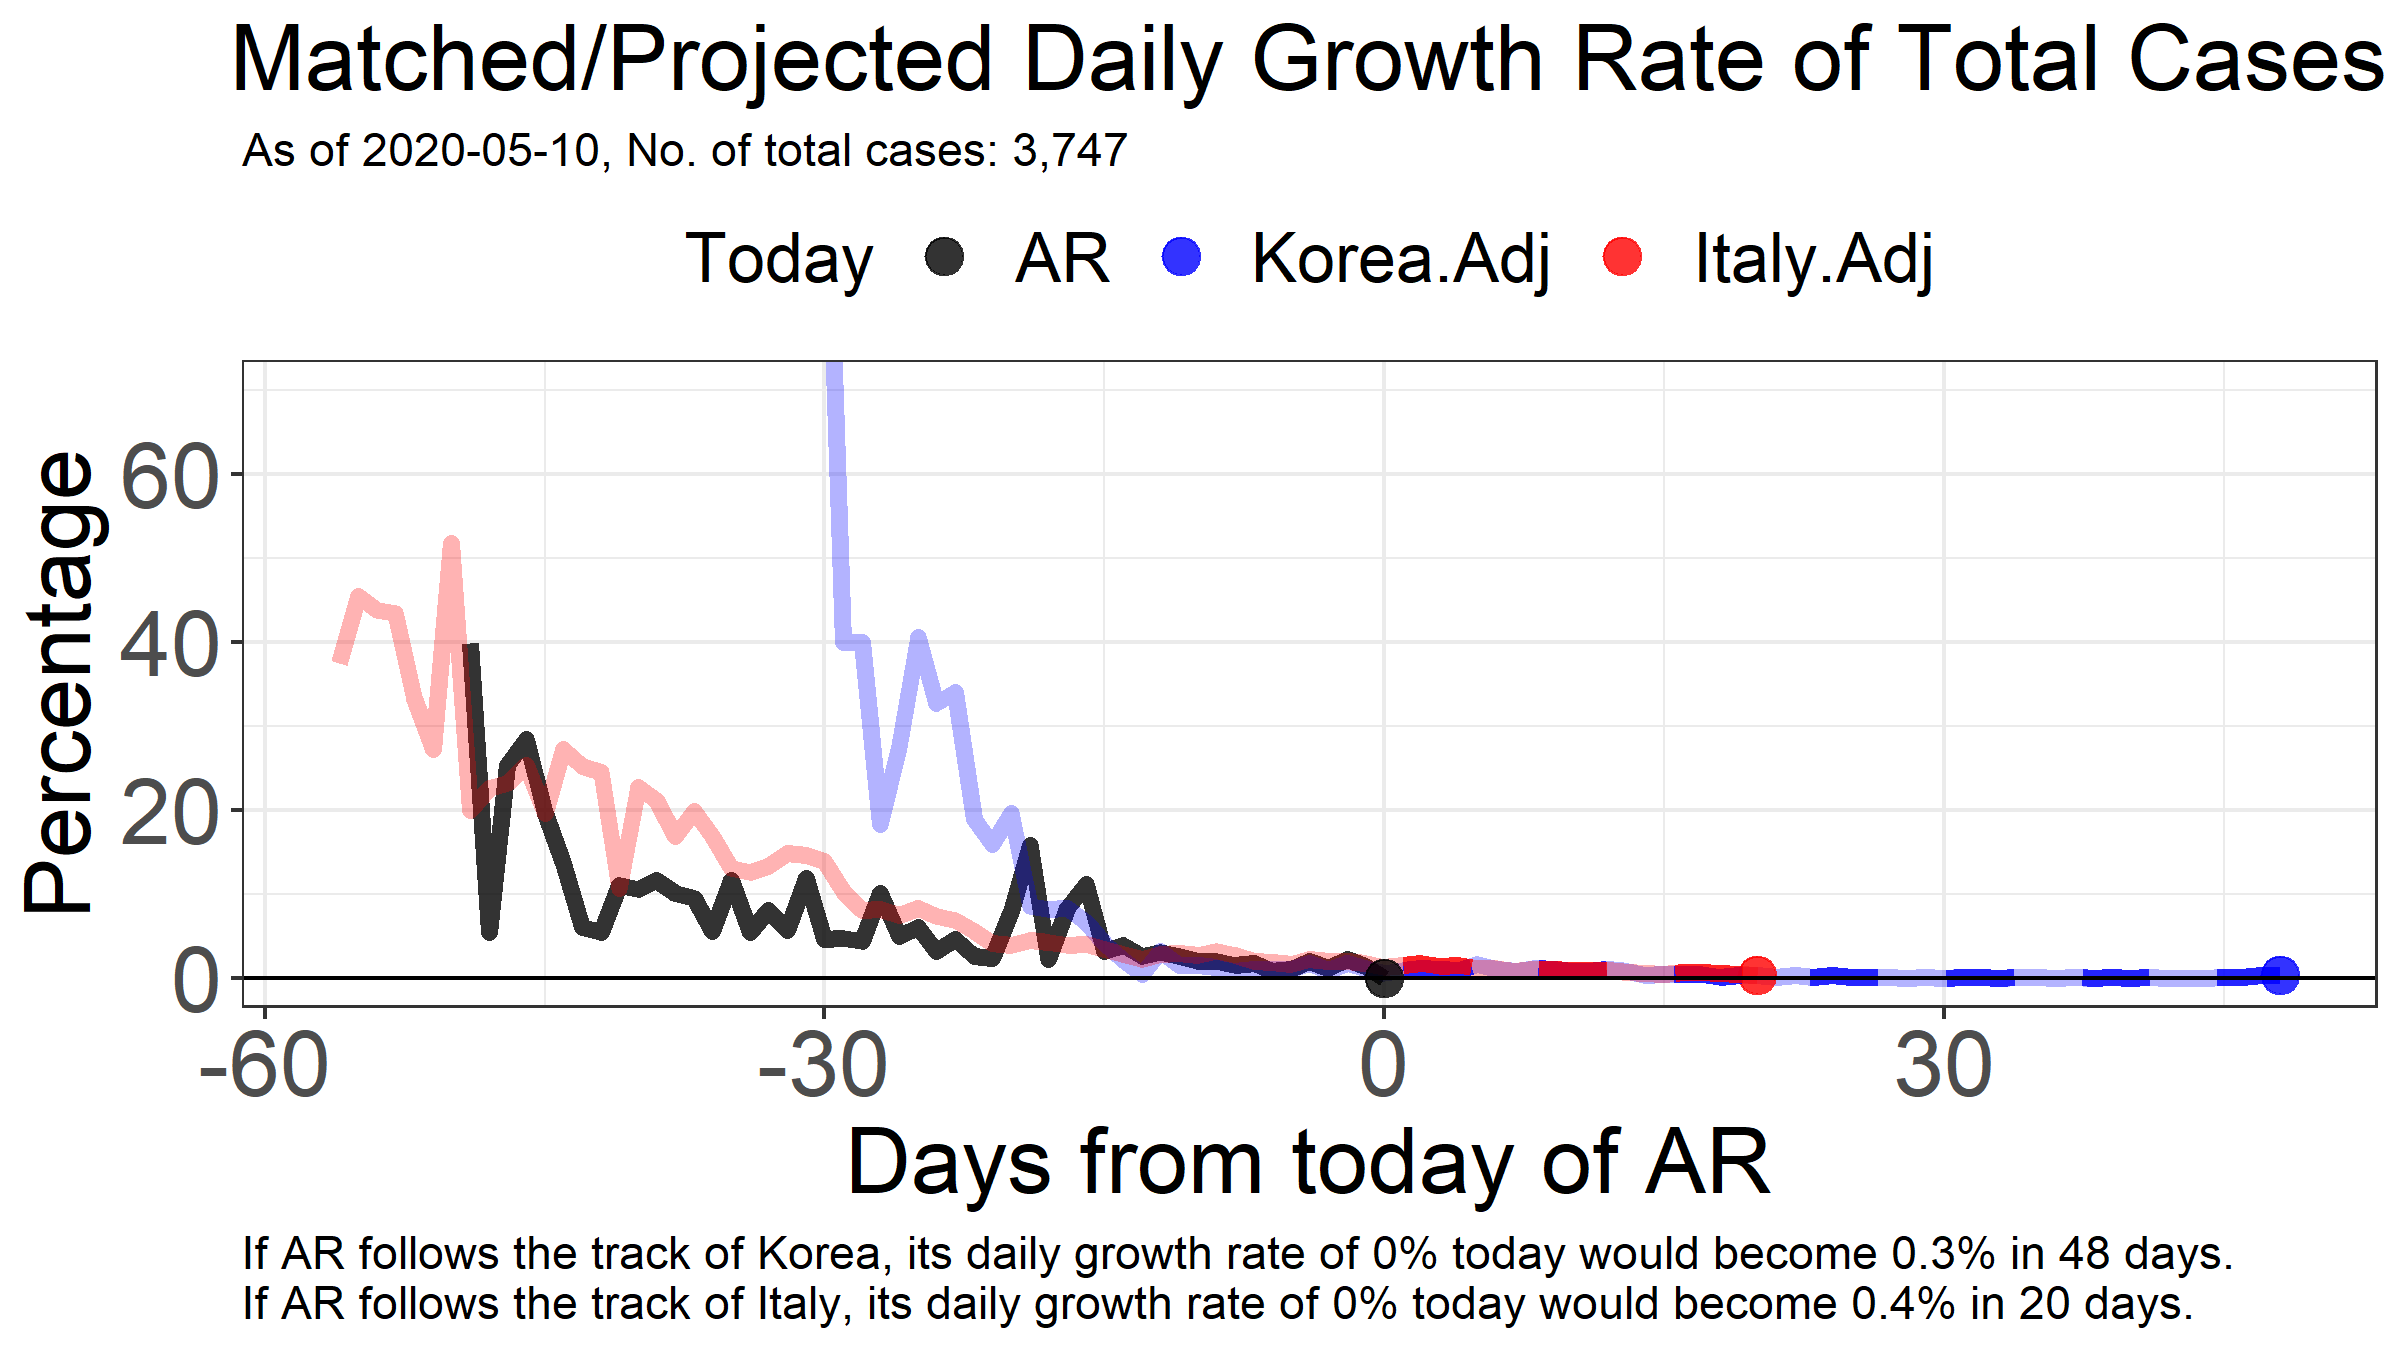 Matched/Projected Daily Growth Rate of Total Cases
As of 2020-05-10, No. of total cases: 3,747
Today AR Korea.Adj Italy.Adj
Percentage
60
40
20
0
-60 -30 0 30
Days from today of AR
If AR follows the track of Korea, its daily growth rate of 0% today would become 0.3% in 48 days.
If AR follows the track of Italy, its daily growth rate of 0% today would become 0.4% in 20 days.